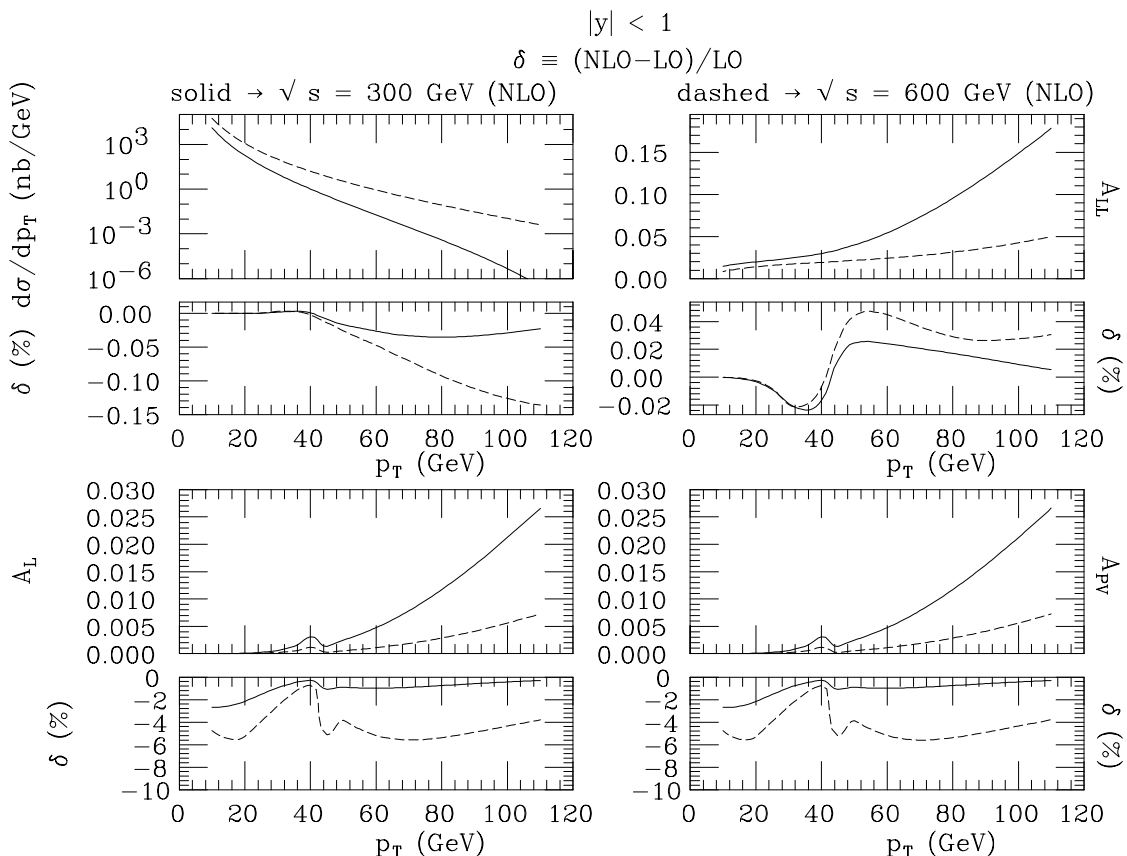 |y| < 1
δ ≡ (NLO−LO)/LO
solid → √ s = 300 GeV (NLO)
dashed → √ s = 600 GeV (NLO)
dσ/dp_T (nb/GeV)
10^3
10^0
10^−3
10^−6
0.15
0.10
0.05
0.00
A_LL
δ (%)
0.00
−0.05
−0.10
−0.15
0 20 40 60 80 100 120
p_T (GeV)
0.04
0.02
0.00
−0.02
δ (%)
0 20 40 60 80 100 120
p_T (GeV)
A_L
0.030
0.025
0.020
0.015
0.010
0.005
0.000
0.030
0.025
0.020
0.015
0.010
0.005
0.000
A_PV
δ (%)
0
−2
−4
−6
−10
0 20 40 60 80 100 120
p_T (GeV)
0
−2
−4
−6
−10
δ (%)
0 20 40 60 80 100 120
p_T (GeV)